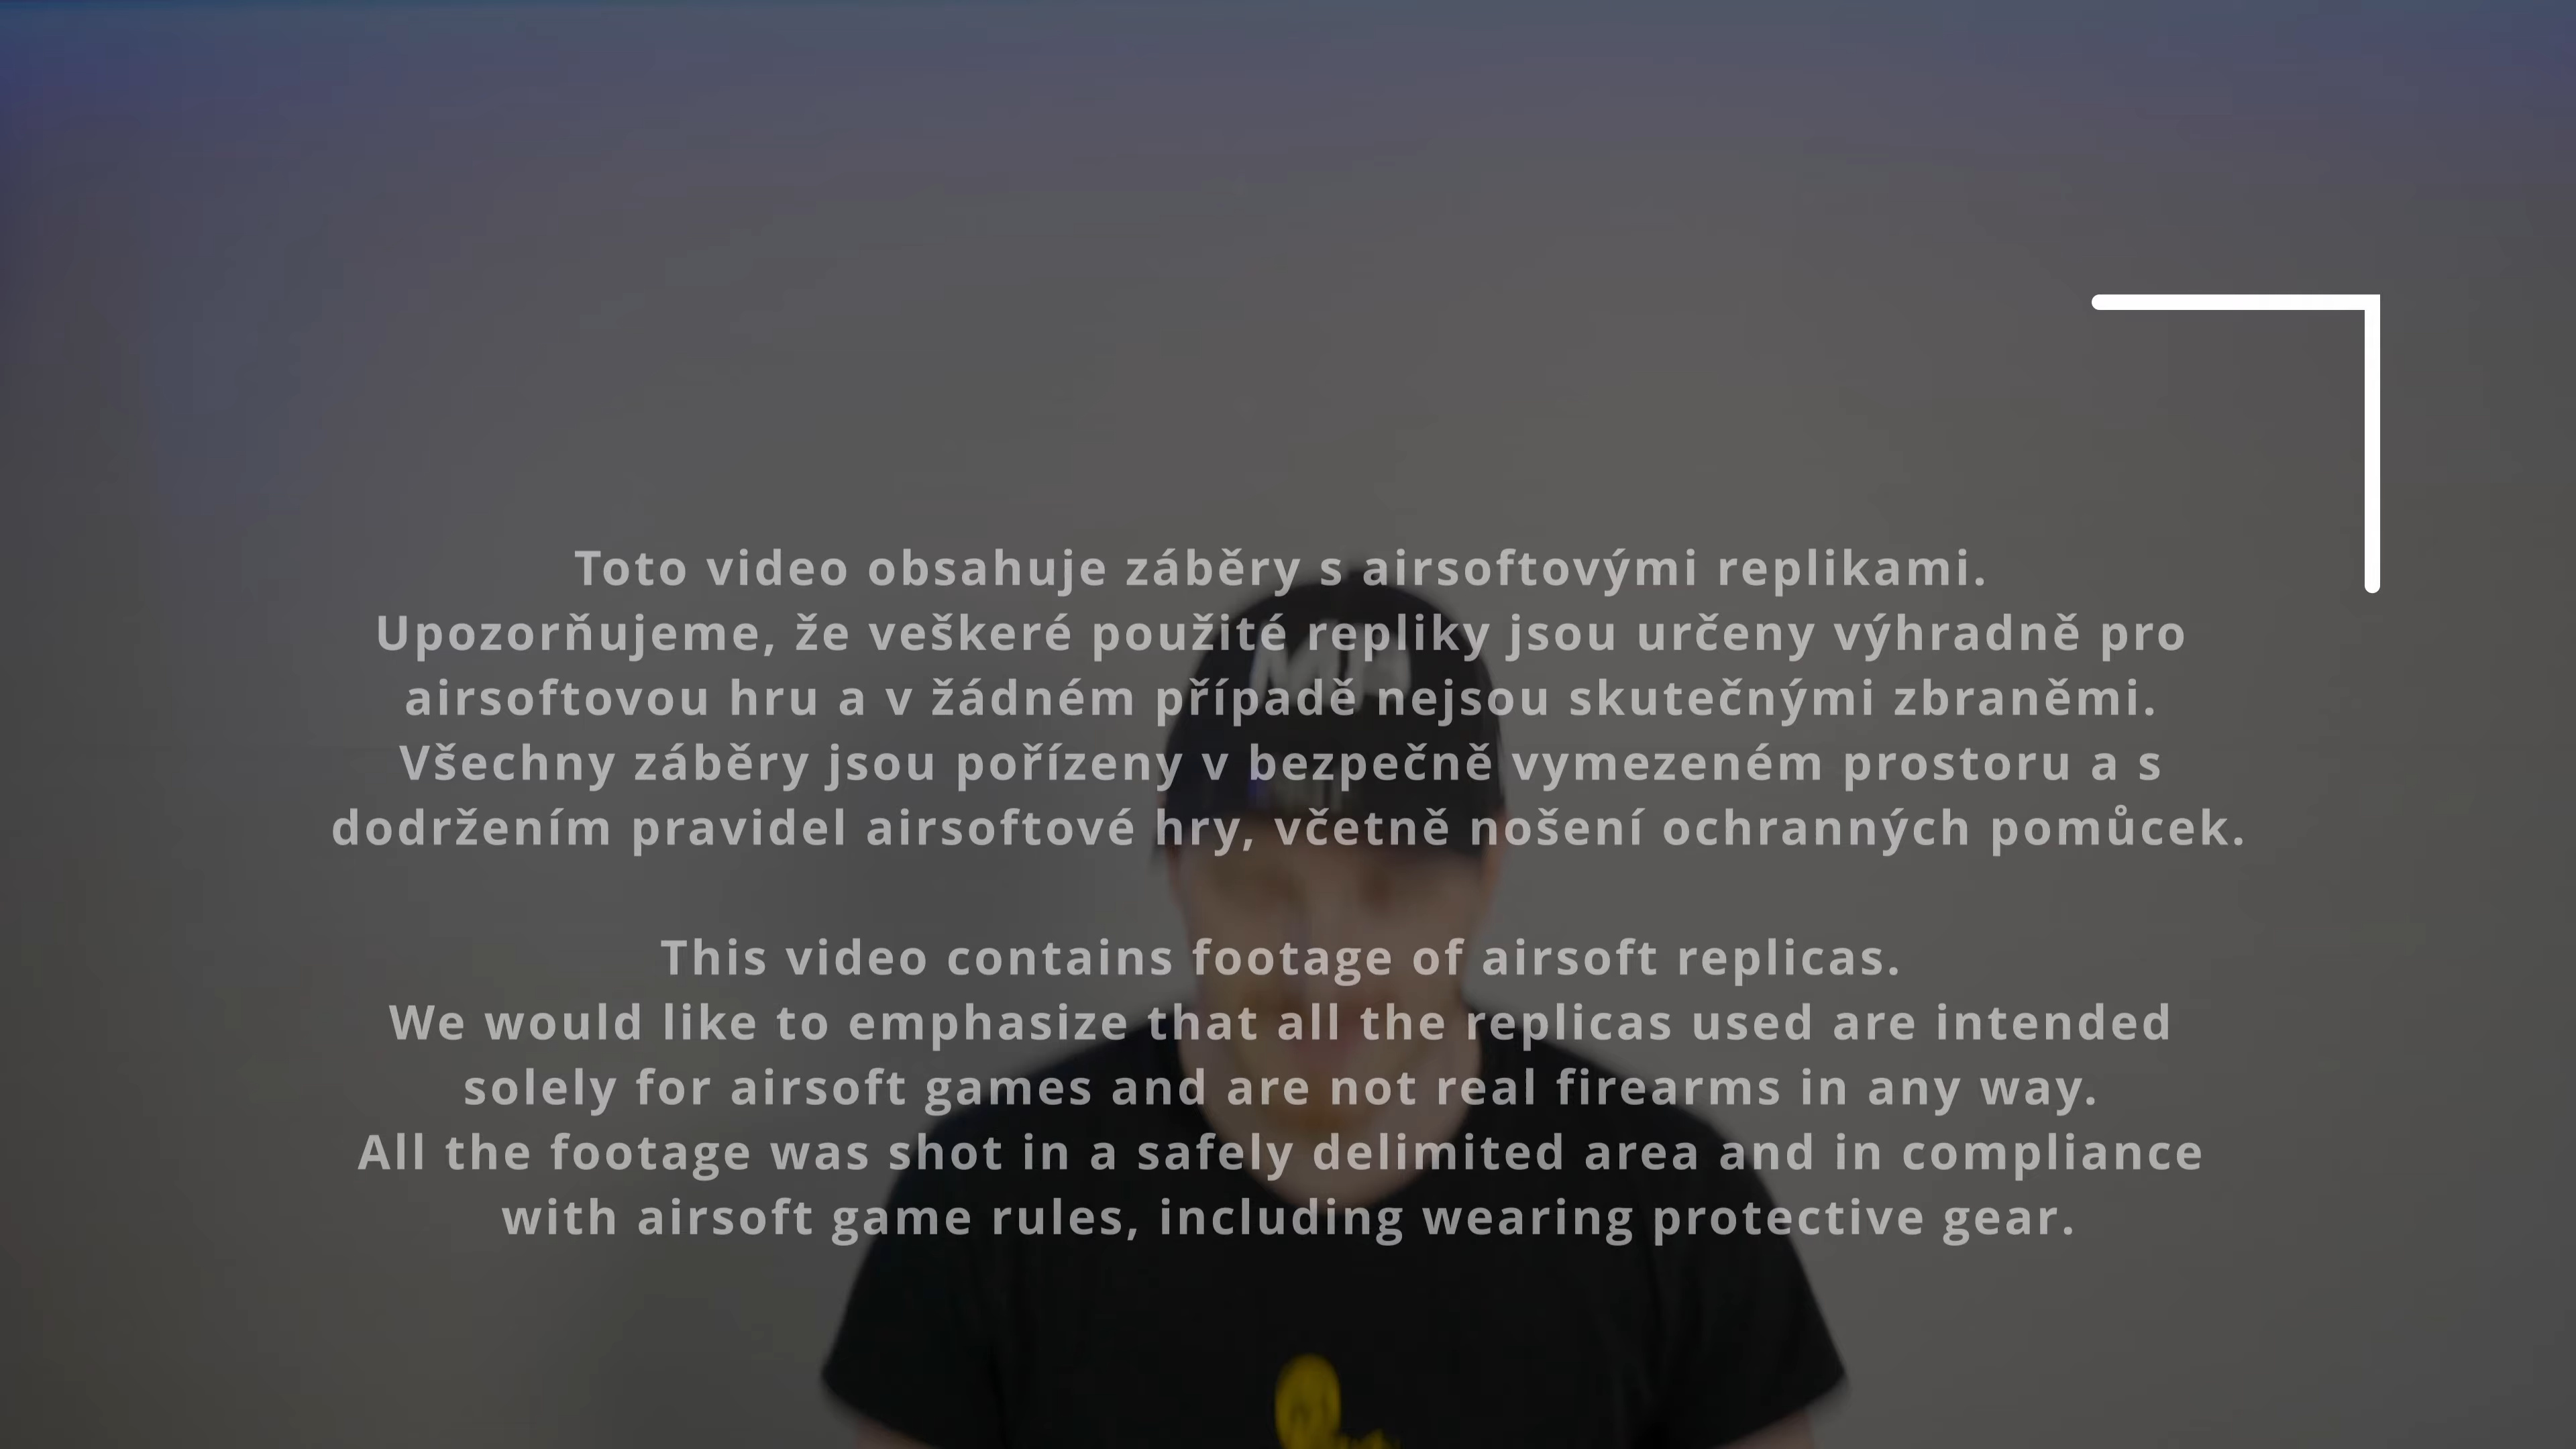 Toto video obsahuje záběry s airsoftovými replikami.
Upozorňujeme, že veškeré použité repliky jsou určeny výhradně pro
airsoftovou hru a v žádném případě nejsou skutečnými zbraněmi.
Všechny záběry jsou pořízeny v bezpečně vymezeném prostoru a s
dodržením pravidel airsoftové hry, včetně nošení ochranných pomůcek.
This video contains footage of airsoft replicas.
We would like to emphasize that all the replicas used are intended
solely for airsoft games and are not real firearms in any way.
All the footage was shot in a safely delimited area and in compliance
with airsoft game rules, including wearing protective gear.